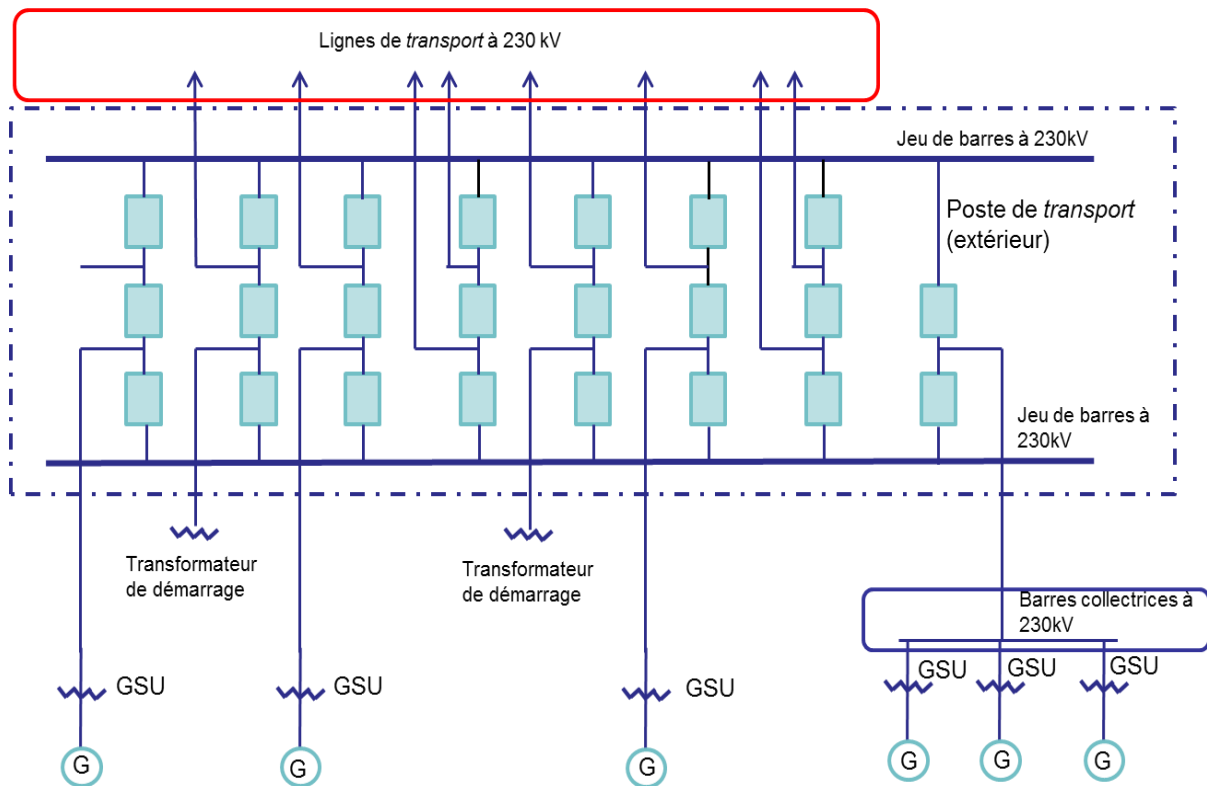 Lignes de transport à 230 kV
Jeu de barres à 230kV
Poste de transport
(extérieur)
Jeu de barres à
230kV
Transformateur
de démarrage
Transformateur
de démarrage
Barres collectrices à
230kV
GSU
GSU
GSU
GSU
GSU
GSU
G
G
G
G
G
G